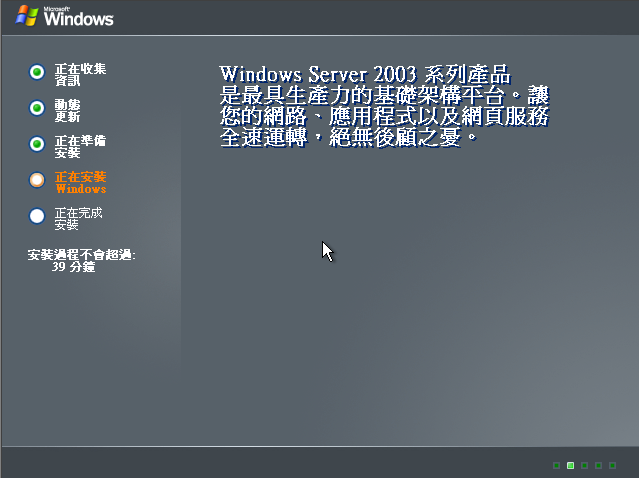 Microsoft
Windows
正在收集
資訊
動態
更新
正在準備
安裝
正在安裝
Windows
正在完成
安裝
安裝過程不會超過:
39 分鐘
Windows Server 2003 系列產品
是最具生產力的基礎架構平台。讓
您的網路、應用程式以及網頁服務
全速運轉，絕無後顧之憂。